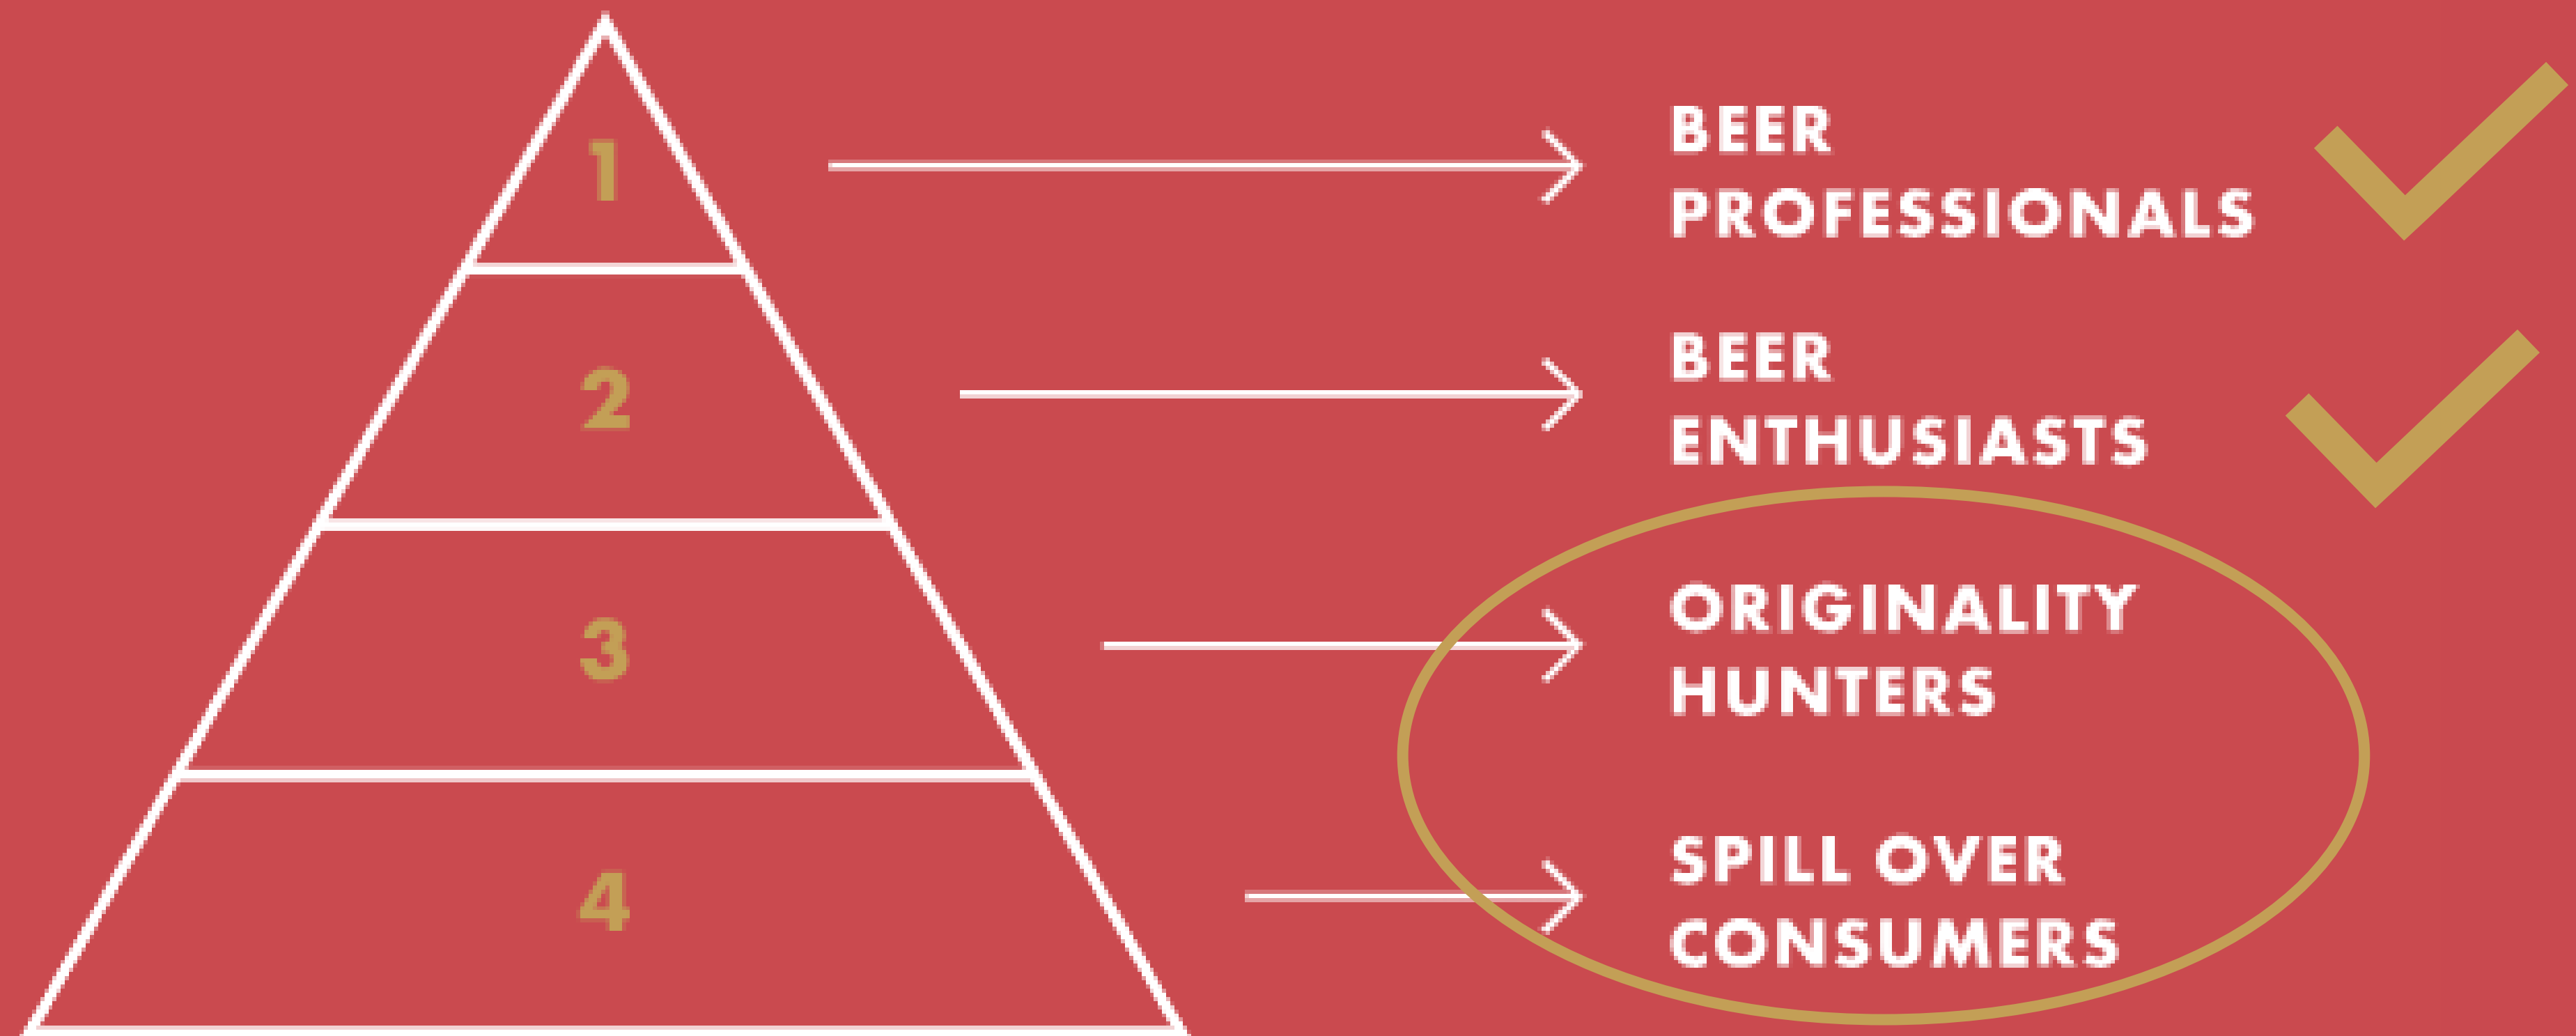 1
BEER
PROFESSIONALS
2
BEER
ENTHUSIASTS
3
ORIGINALITY
HUNTERS
4
SPILL OVER
CONSUMERS